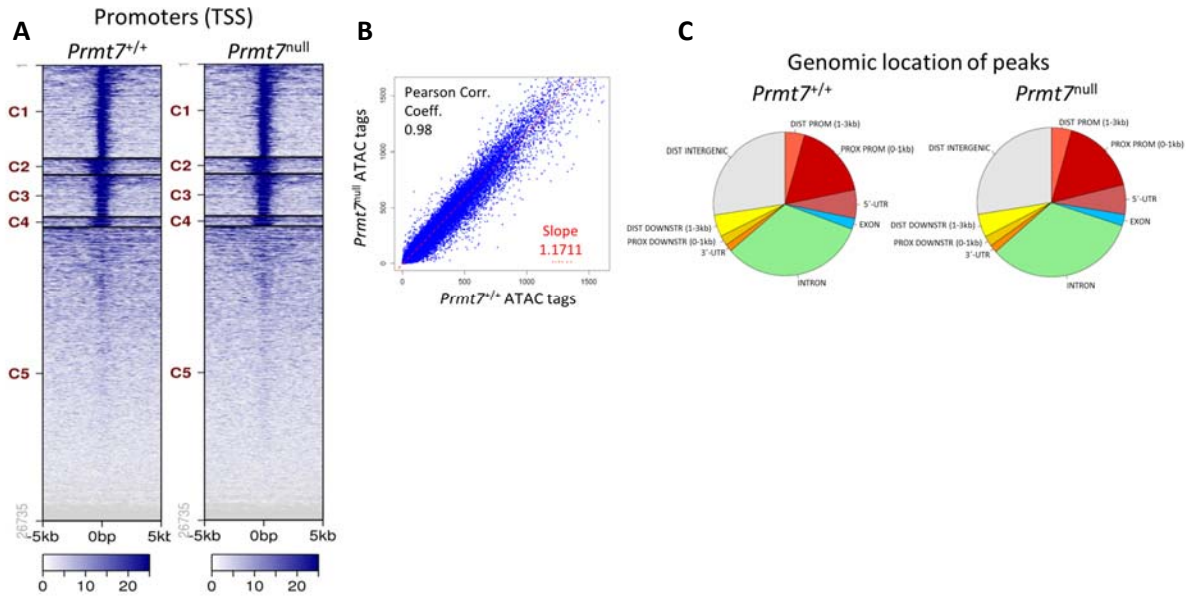 A
Promoters (TSS)
Prmt7+/+
Prmt7null
1
1
C1
C1
C2
C2
C3
C3
C4
C4
C5
C5
26735
26735
-5kb 0bp 5kb
-5kb 0bp 5kb
0 10 20
0 10 20
B
Pearson Corr.
Coeff.
0.98
Slope
1.1711
Prmt7null ATAC tags
0 500 1000 1500
0 500 1000 1500
Prmt7+/+ ATAC tags
C
Genomic location of peaks
Prmt7+/+
DIST PROM (1-3kb)
PROX PROM (0-1kb)
5´-UTR
EXON
INTRON
3´-UTR
PROX DOWNSTR (0-1kb)
DIST DOWNSTR (1-3kb)
DIST INTERGENIC
Prmt7null
DIST PROM (1-3kb)
PROX PROM (0-1kb)
5´-UTR
EXON
INTRON
3´-UTR
PROX DOWNSTR (0-1kb)
DIST DOWNSTR (1-3kb)
DIST INTERGENIC